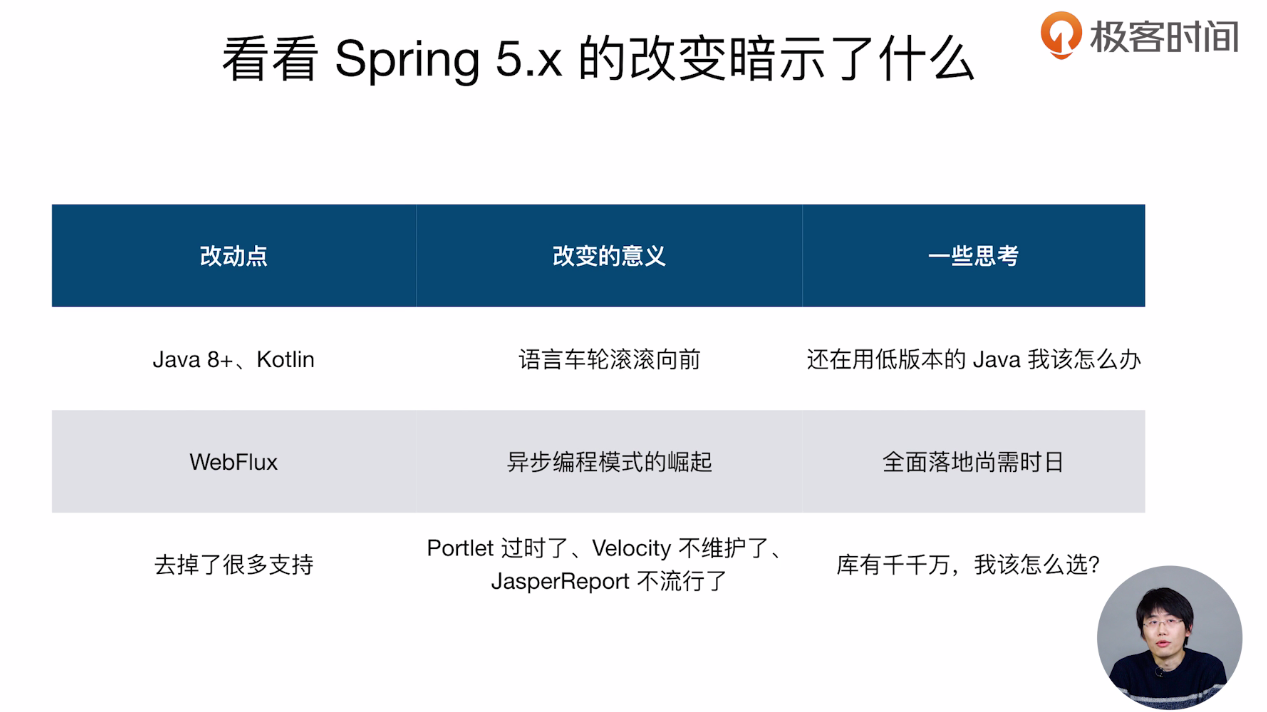 极客时间
看看 Spring 5.x 的改变暗示了什么
改动点
改变的意义
一些思考
Java 8+、Kotlin
语言车轮滚滚向前
还在用低版本的 Java 我该怎么办
WebFlux
异步编程模式的崛起
全面落地尚需时日
去掉了很多支持
Portlet 过时了、Velocity 不维护了、
JasperReport 不流行了
库有千千万，我该怎么选?